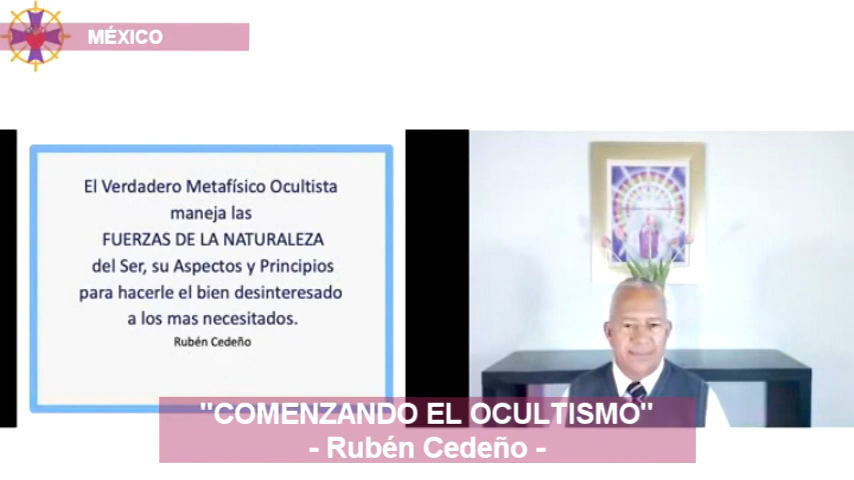 MÉXICO
El Verdadero Metafísico Ocultista
maneja las
FUERZAS DE LA NATURALEZA
del Ser, su Aspectos y Principios
para hacerle el bien desinteresado
a los mas necesitados.
Rubén Cedeño
"COMENZANDO EL OCULTISMO"
- Rubén Cedeño -